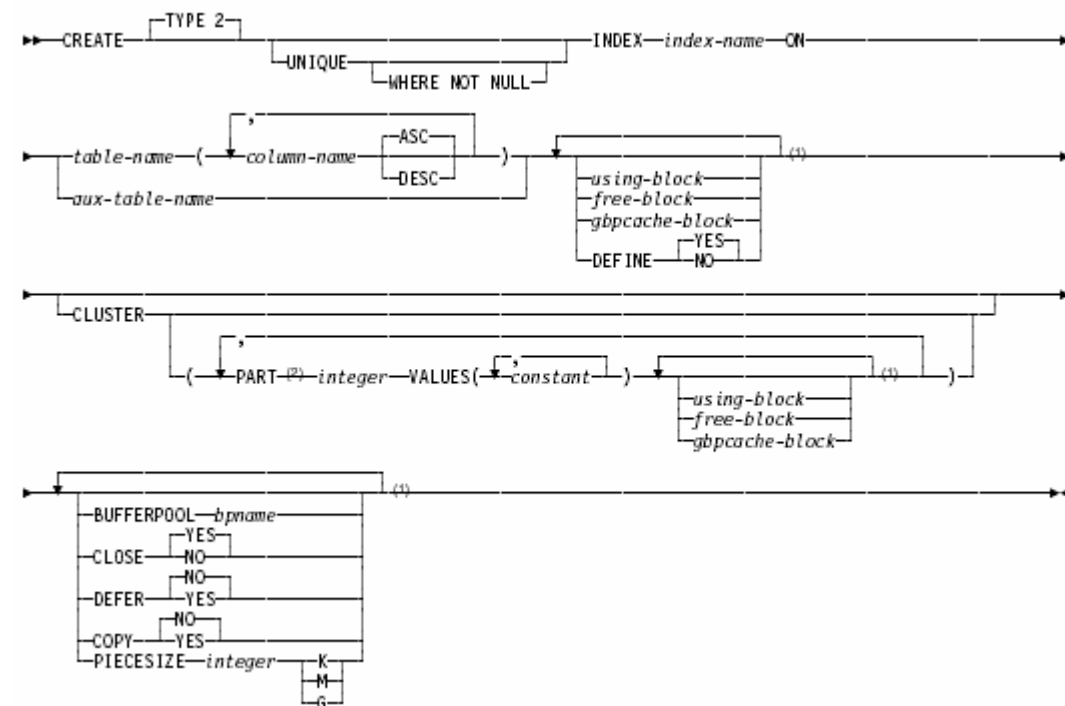 TYPE 2
CREATE INDEX index-name ON
UNIQUE
WHERE NOT NULL
,
ASC
table-name ( column-name ) (1)
DESC using-block
aux-table-name free-block
gbpcache-block
YES
DEFINE NO
CLUSTER
,
,
( PART (2) integer VALUES( constant ) (1) )
using-block
free-block
gbpcache-block
(1)
BUFFERPOOL bpname
YES
CLOSE NO
NO
DEFER YES
NO
COPY YES
PIECESIZE integer K
M
G